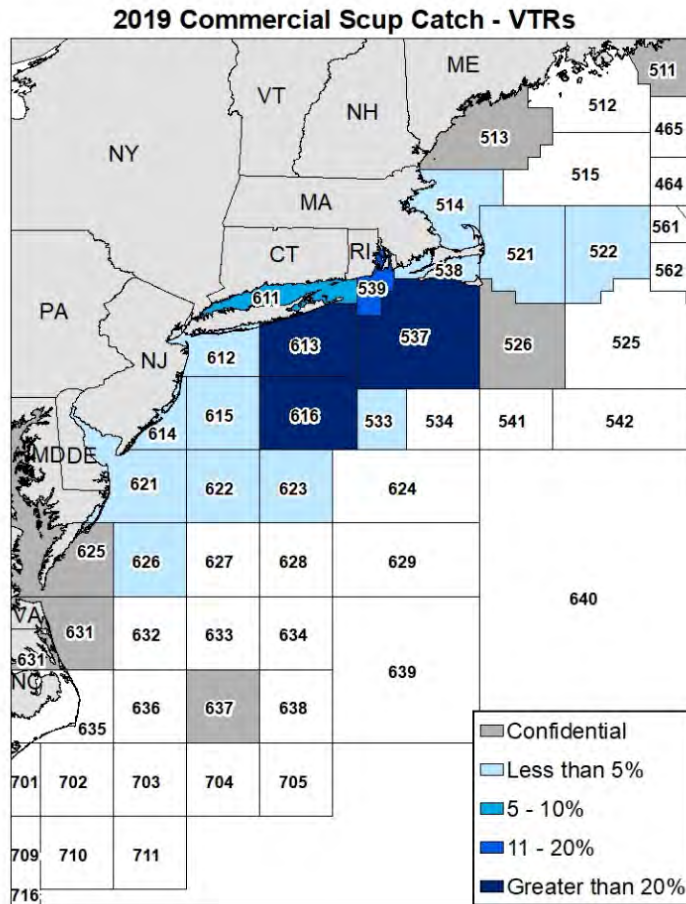 2019 Commercial Scup Catch - VTRs
ME
511
VT
512
NH
465
513
NY
515
464
MA
514
561
CT
RI
521
522
538
562
611
539
PA
613
537
526
525
NJ
612
615
616
533
534
541
542
614
MD
DE
621
622
623
624
625
626
627
628
629
640
VA
631
632
633
634
631
639
NC
636
637
638
635
701
702
703
704
705
709
710
711
716
Confidential
Less than 5%
5 - 10%
11 - 20%
Greater than 20%